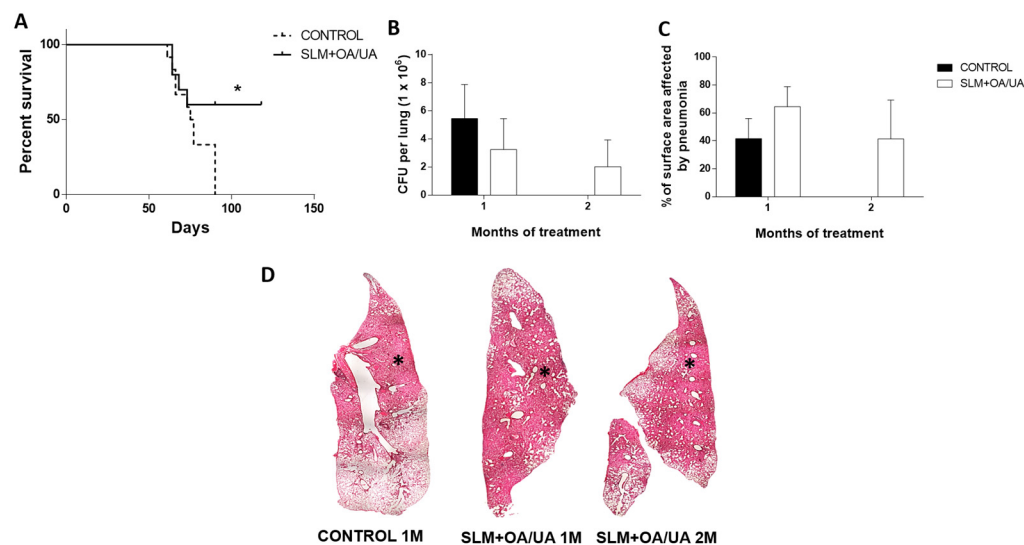 A
CONTROL
SLM+OA/UA
Percent survival
100
50
0
*
0 50 100 150
Days
B
CFU per lung (1 x 10⁶)
10
8
6
4
2
0
1 2
Months of treatment
C
% of surface area affected
by pneumonia
100
80
60
40
20
0
1 2
Months of treatment
CONTROL
SLM+OA/UA
D
* * *
CONTROL 1M SLM+OA/UA 1M SLM+OA/UA 2M